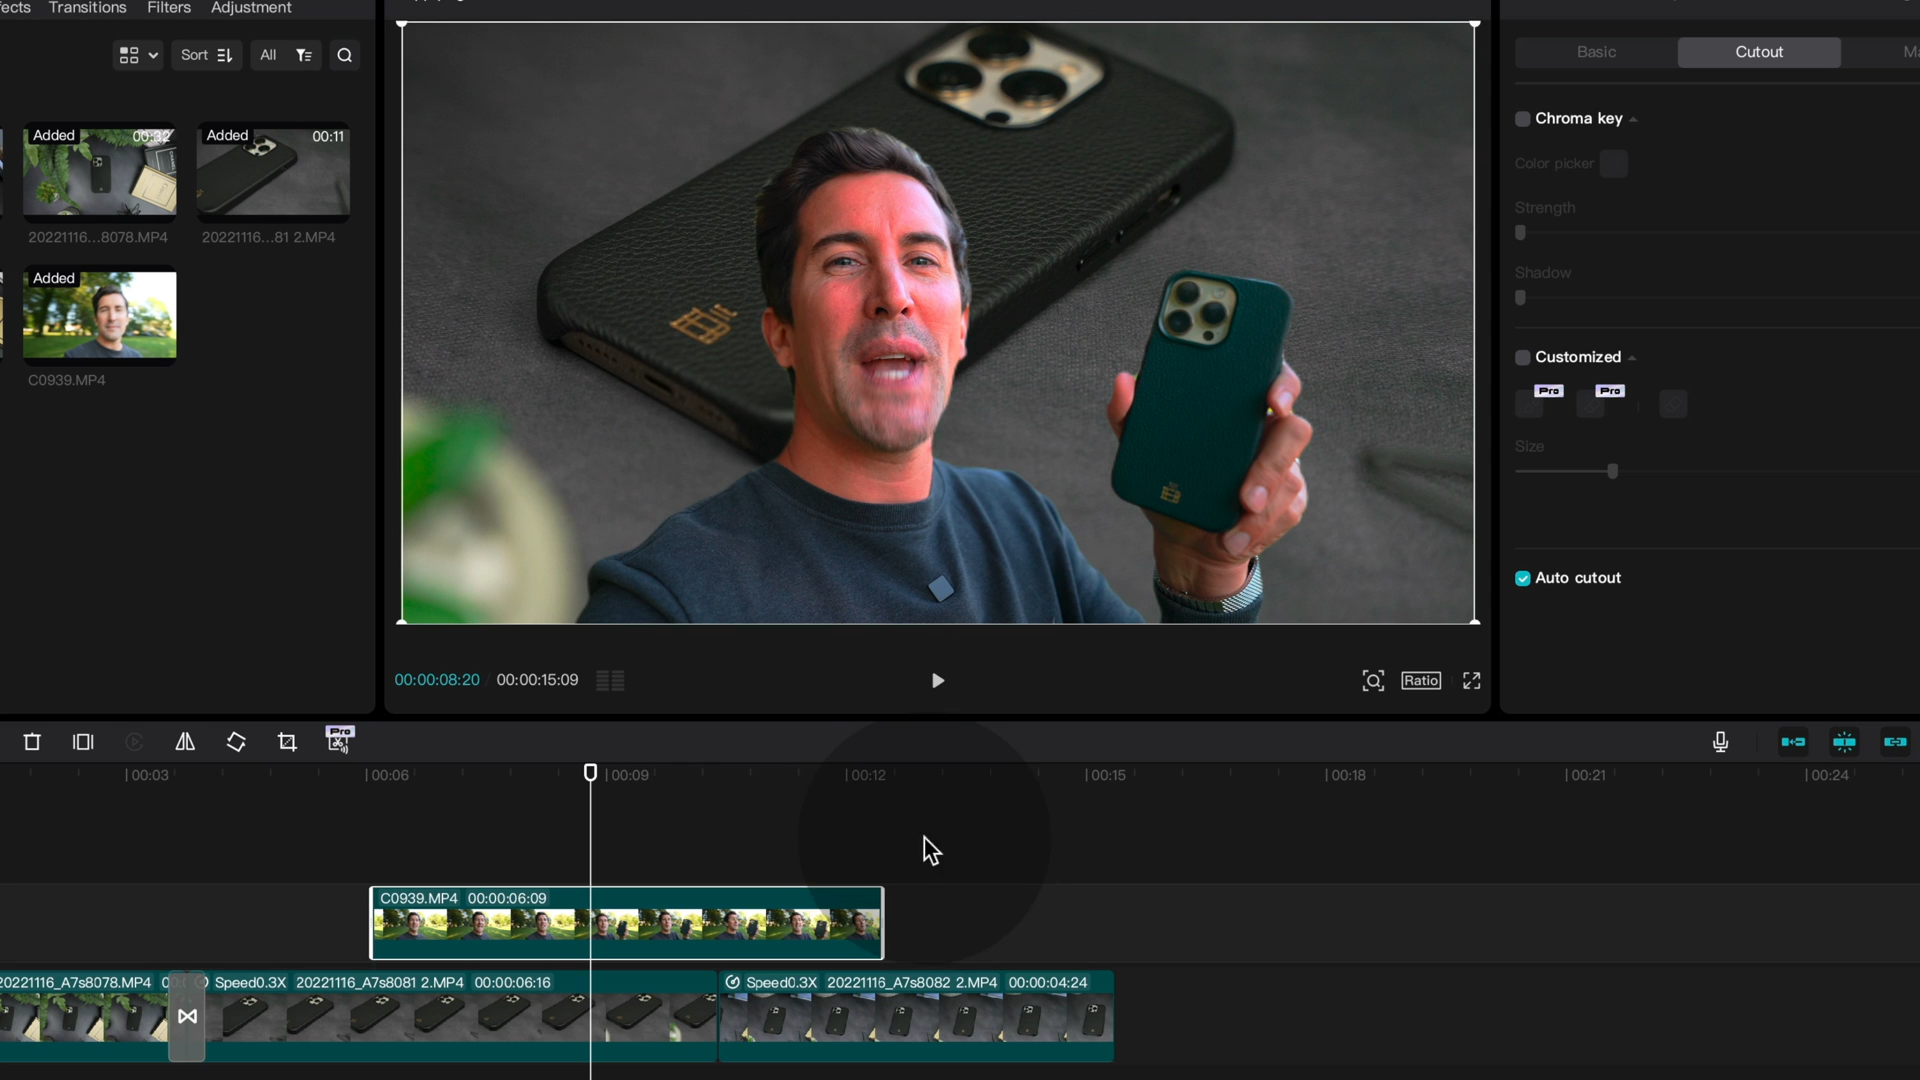 Transitions
Filters
Adjustment
Sort
All
Added
00:32
Added
00:11
20221116...8078.MP4
20221116...81 2.MP4
Added
C0939.MP4
00:00:08:20
00:00:15:09
Ratio
Basic
Cutout
Chroma key
Color picker
Strength
Shadow
Customized
Pro
Pro
Size
Auto cutout
Pro
00:03
00:06
00:09
00:12
00:15
00:18
00:21
00:24
C0939.MP4 00:00:06:09
20221116_A7s8078.MP4
Speed0.3X 20221116_A7s8081 2.MP4 00:00:06:16
Speed0.3X 20221116_A7s8082 2.MP4 00:00:04:24